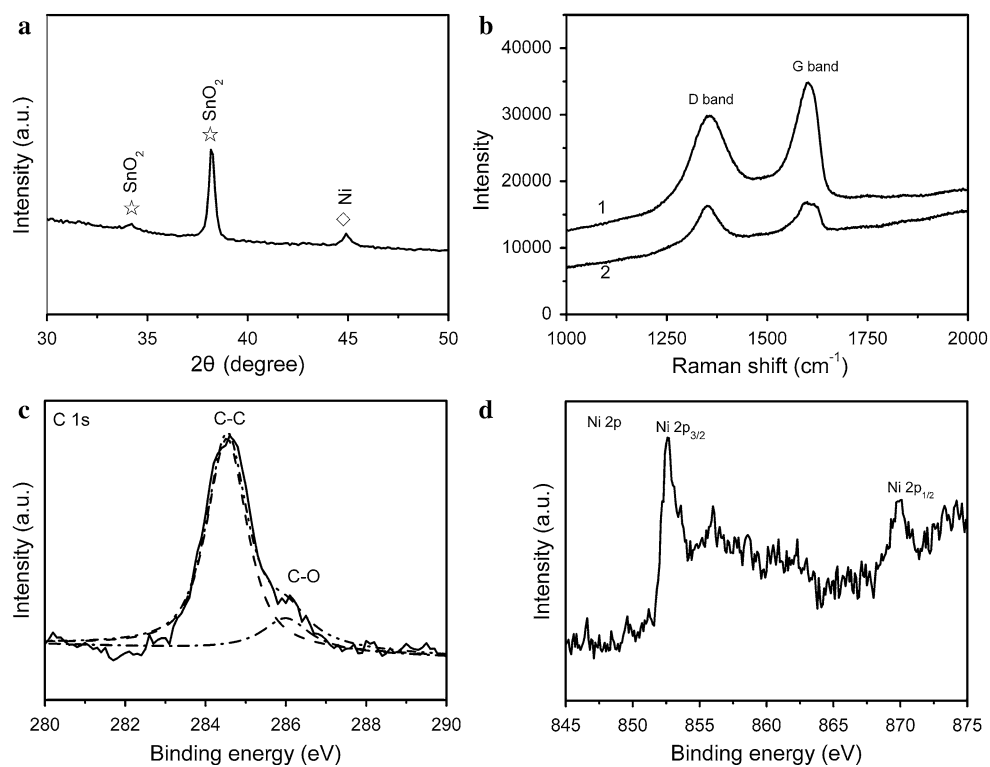 a
Intensity (a.u.)
SnO₂
SnO₂
Ni
30 35 40 45 50
2θ (degree)
b
Intensity
40000
30000
20000
10000
0
D band
G band
1
2
1000 1250 1500 1750 2000
Raman shift (cm⁻¹)
c
C 1s
C-C
C-O
Intensity (a.u.)
280 282 284 286 288 290
Binding energy (eV)
d
Ni 2p
Ni 2p₃/₂
Ni 2p₁/₂
Intensity (a.u.)
845 850 855 860 865 870 875
Binding energy (eV)